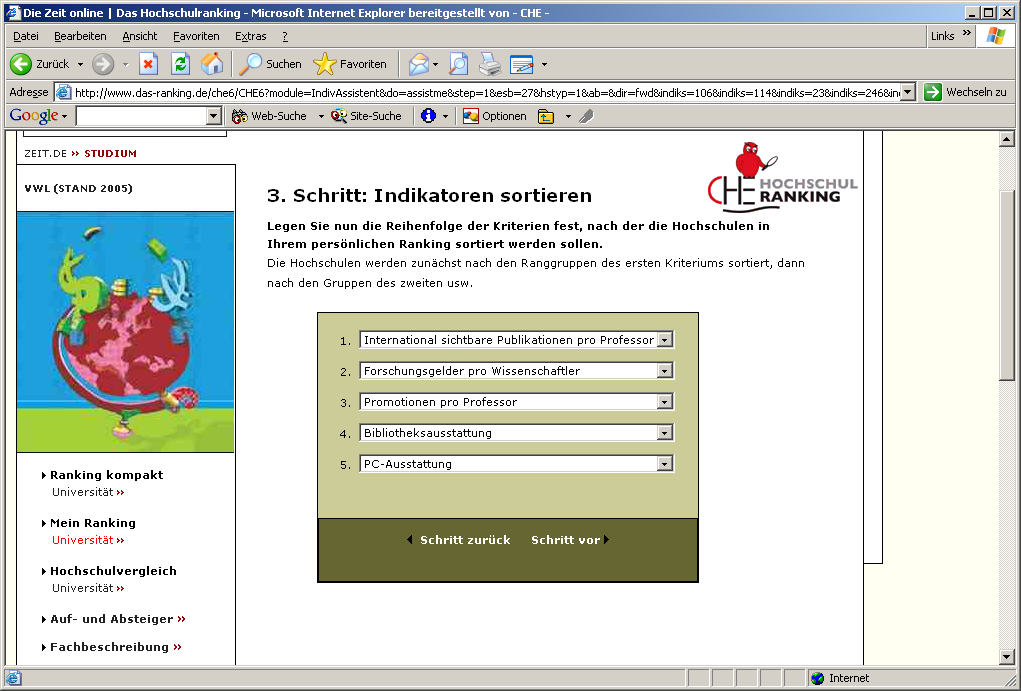 Die Zeit online | Das Hochschulranking - Microsoft Internet Explorer bereitgestellt von - CHE -
Datei Bearbeiten Ansicht Favoriten Extras ? Links »
Zurück Suchen Favoriten
Adresse http://www.das-ranking.de/che6/CHE6?module=IndivAssistent&do=assistme&step=1&esb=27&hstyp=1&ab=&dir=fwd&indiks=106&indiks=114&indiks=23&indiks=246&in Wechseln zu
Google Web-Suche Site-Suche Optionen
ZEIT.DE >> STUDIUM
VWL (STAND 2005)
CHE HOCHSCHUL
RANKING
3. Schritt: Indikatoren sortieren
Legen Sie nun die Reihenfolge der Kriterien fest, nach der die Hochschulen in
Ihrem persönlichen Ranking sortiert werden sollen.
Die Hochschulen werden zunächst nach den Ranggruppen des ersten Kriteriums sortiert, dann
nach den Gruppen des zweiten usw.
1. International sichtbare Publikationen pro Professor
2. Forschungsgelder pro Wissenschaftler
3. Promotionen pro Professor
4. Bibliotheksausstattung
5. PC-Ausstattung
Schritt zurück Schritt vor
Ranking kompakt
Universität >>
Mein Ranking
Universität >>
Hochschulvergleich
Universität >>
Auf- und Absteiger >>
Fachbeschreibung >>
Internet